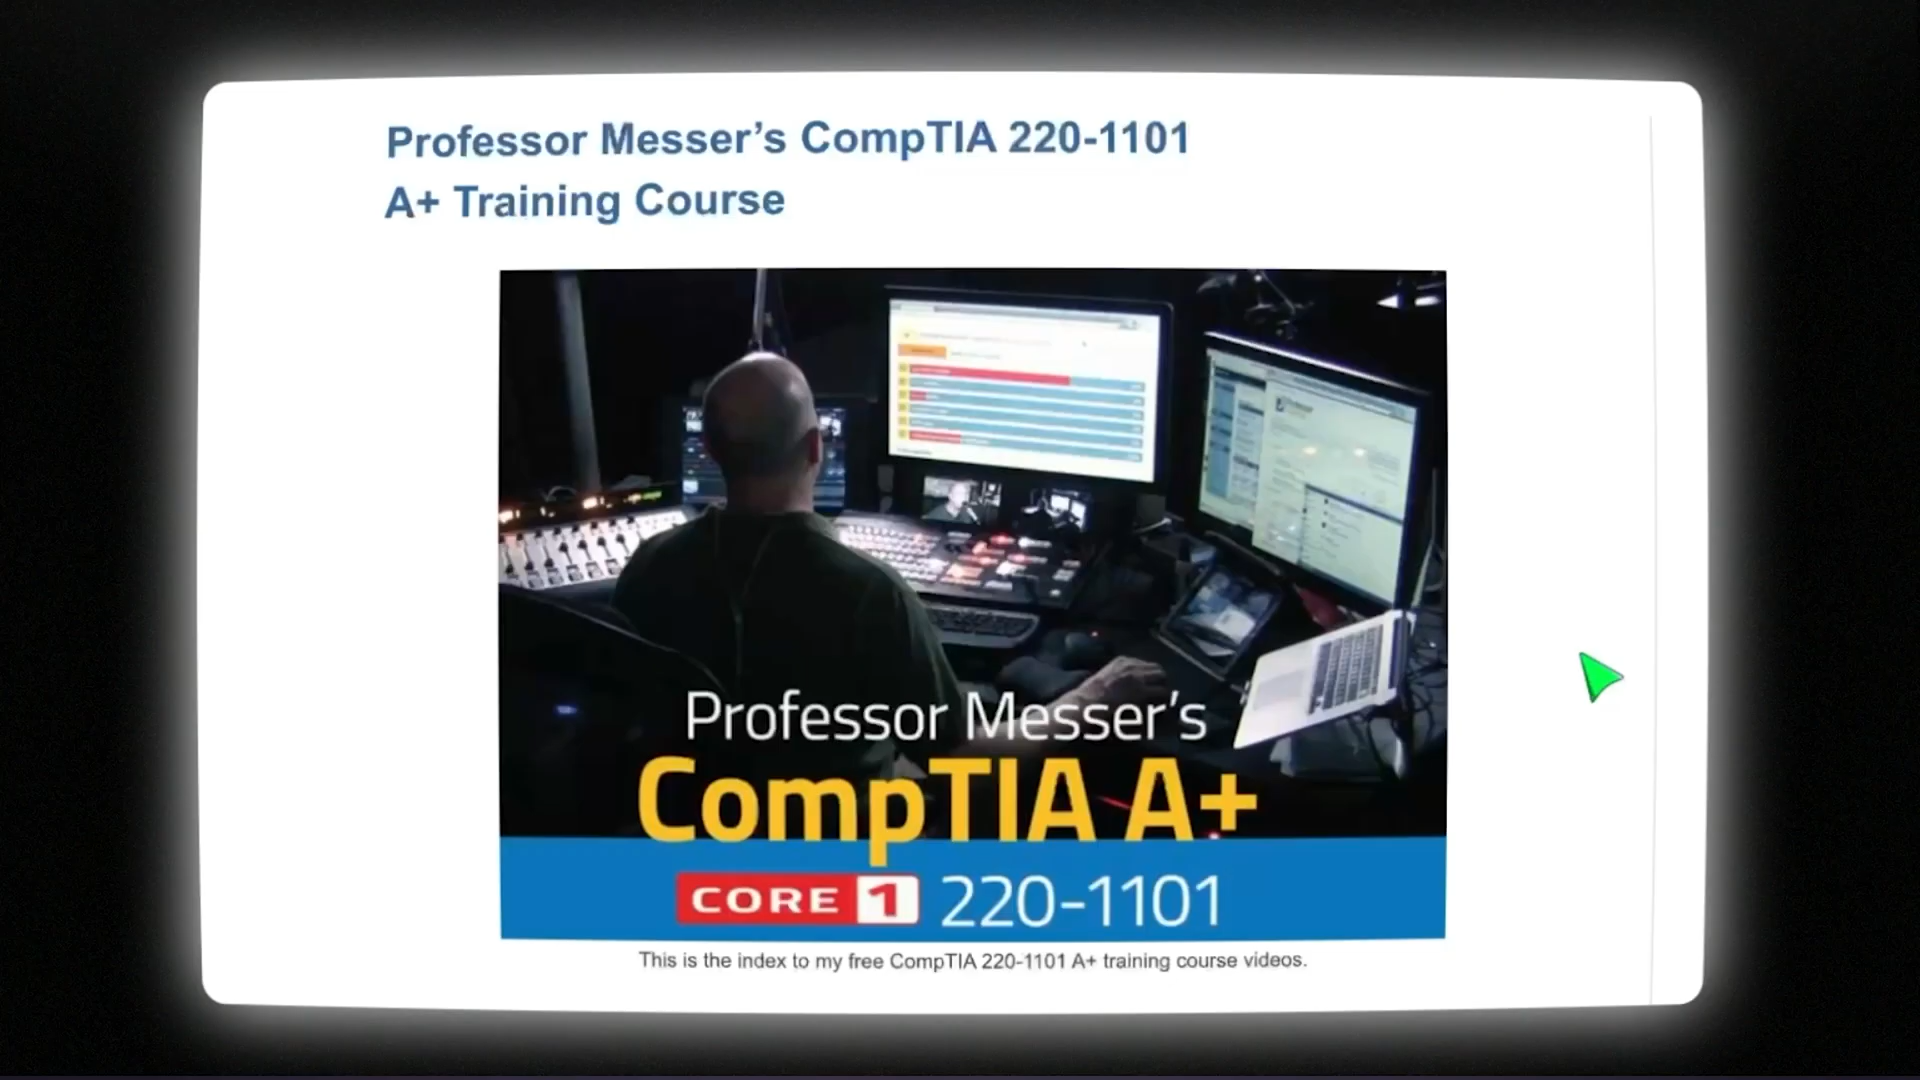 Professor Messer’s CompTIA 220-1101
A+ Training Course
Professor Messer’s
CompTIA A+
CORE 1 220-1101
This is the index to my free CompTIA 220-1101 A+ training course videos.